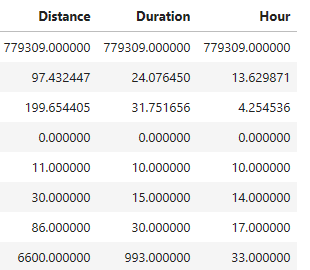 Distance Duration Hour
779309.000000 779309.000000 779309.000000
97.432447 24.076450 13.629871
199.654405 31.751656 4.254536
0.000000 0.000000 0.000000
11.000000 10.000000 10.000000
30.000000 15.000000 14.000000
86.000000 30.000000 17.000000
6600.000000 993.000000 33.000000